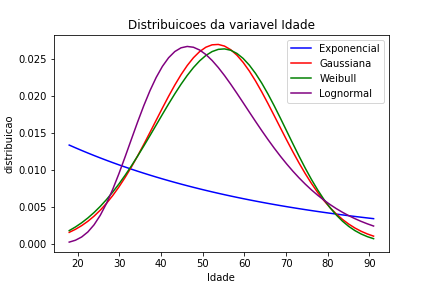 Distribuicoes da variavel Idade
Exponencial
Gaussiana
Weibull
Lognormal
distribuicao
0.025
0.020
0.015
0.010
0.005
0.000
20 30 40 50 60 70 80 90
Idade